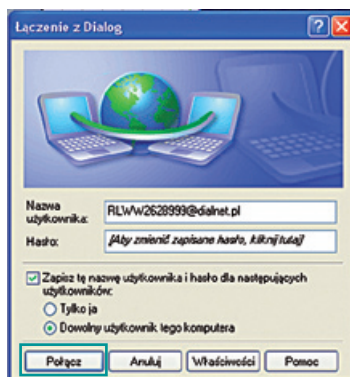 Łączenie z Dialog
Nazwa
użytkownika:
RLWW2628999@dialnet.pl
Hasło:
[Aby zmienić zapisane hasło, kliknij tutaj]
Zapisz tę nazwę użytkownika i hasło dla następujących
użytkowników:
Tylko ja
Dowolny użytkownik tego komputera
Połącz Anuluj Właściwości Pomoc